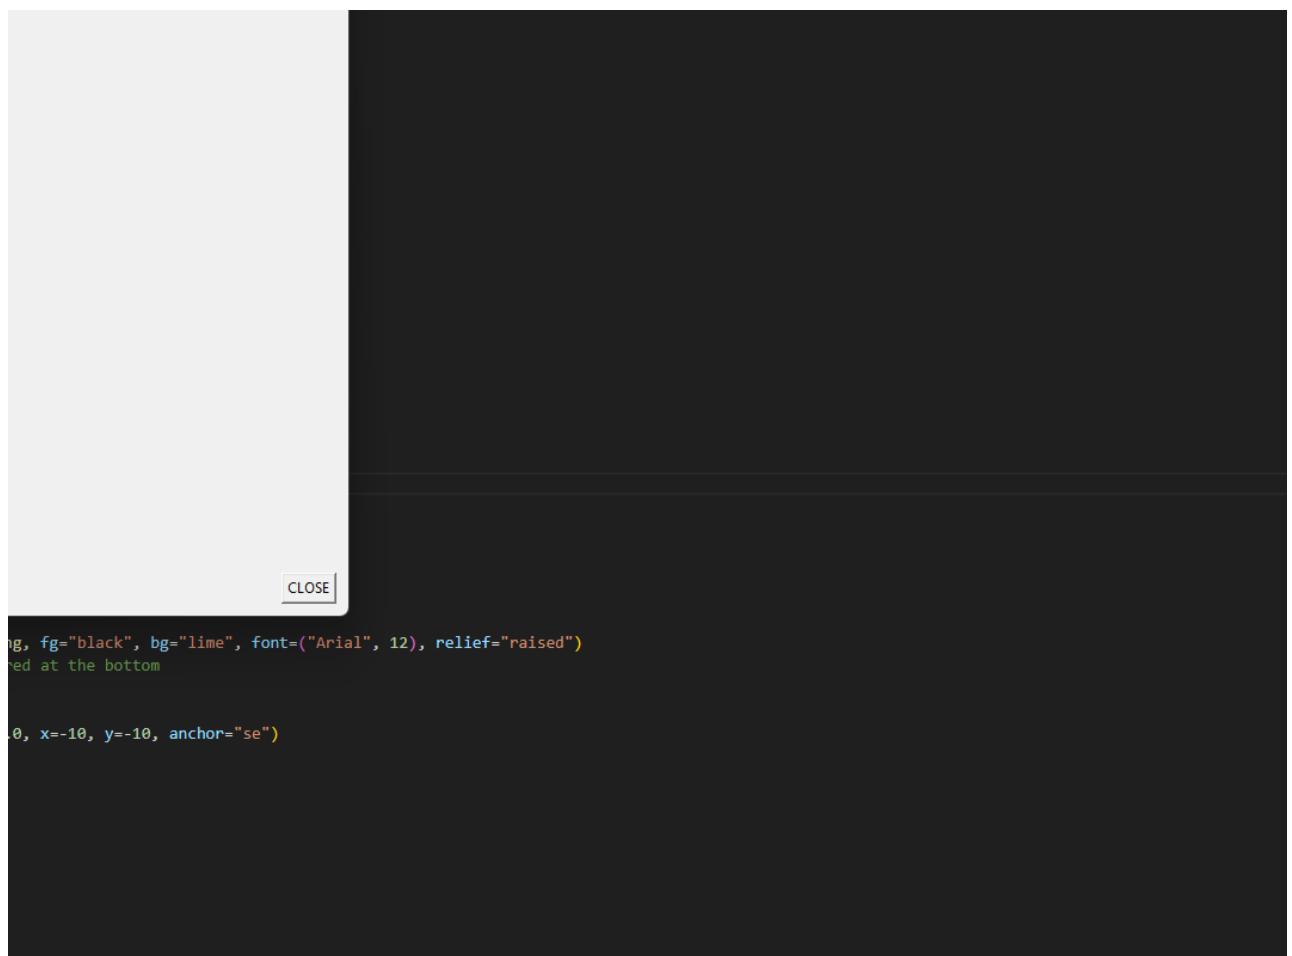 CLOSE
ng, fg="black", bg="lime", font=("Arial", 12), relief="raised")
red at the bottom
.0, x=-10, y=-10, anchor="se")